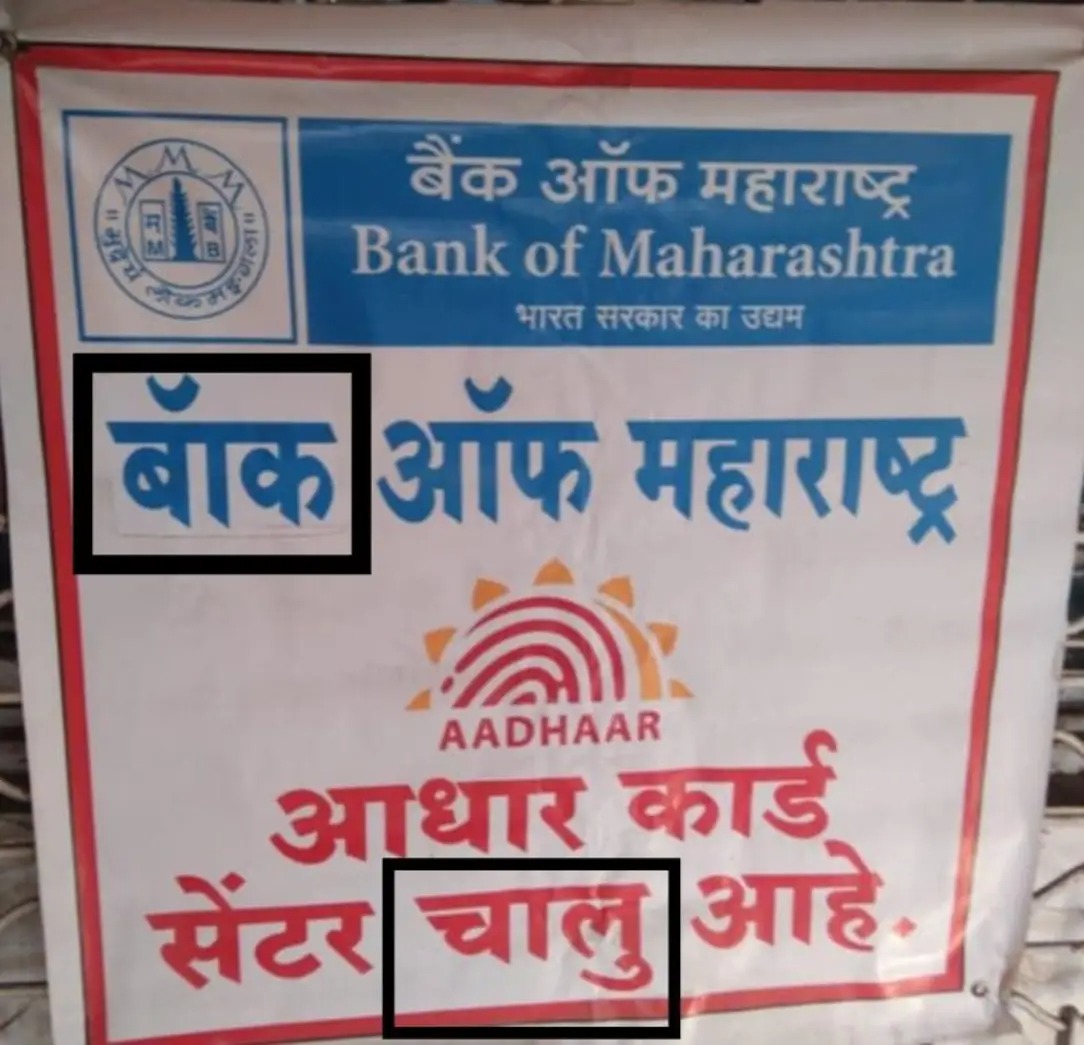 बैंक ऑफ महाराष्ट्र
Bank of Maharashtra
भारत सरकार का उद्यम
बॉक ऑफ महाराष्ट्र
AADHAAR
आधार कार्ड
सेंटर चालु आहे.